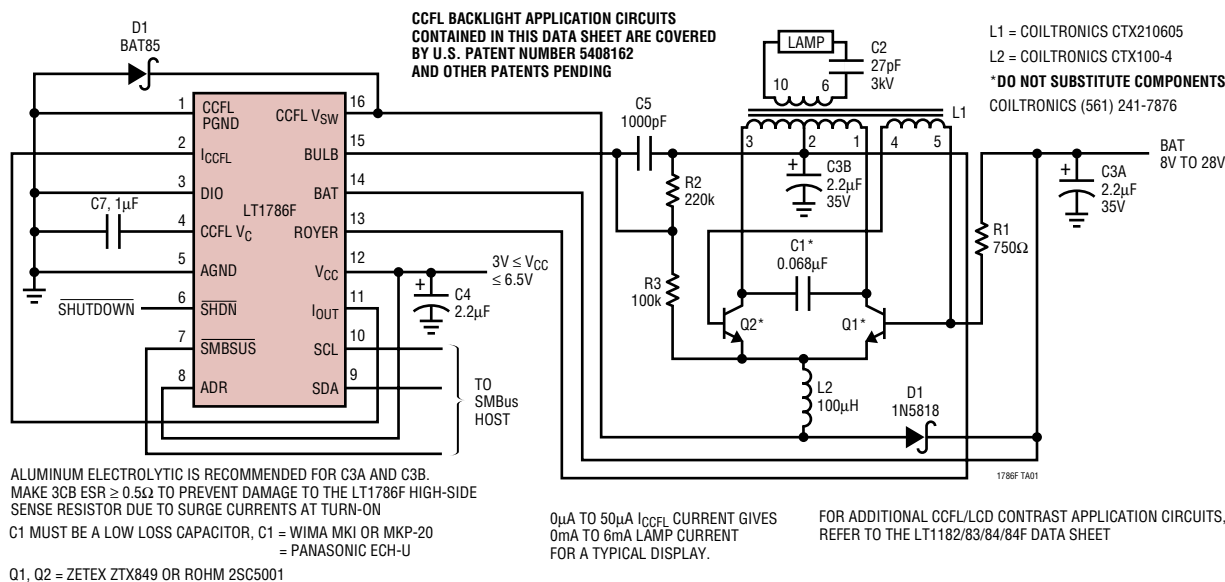 D1
BAT85
CCFL BACKLIGHT APPLICATION CIRCUITS
CONTAINED IN THIS DATA SHEET ARE COVERED
BY U.S. PATENT NUMBER 5408162
AND OTHER PATENTS PENDING
LAMP
C2
27pF
3kV
10
6
L1 = COILTRONICS CTX210605
L2 = COILTRONICS CTX100-4
*DO NOT SUBSTITUTE COMPONENTS
COILTRONICS (561) 241-7876
L1
3
2
1
4
5
C5
1000pF
1
CCFL
PGND
CCFL VSW
16
2
ICCFL
BULB
15
3
DIO
BAT
14
LT1786F
C7, 1µF
4
CCFL VC
ROYER
13
5
AGND
VCC
12
3V ≤ VCC
≤ 6.5V
SHUTDOWN
6
SHDN
IOUT
11
+
C4
2.2µF
7
SMBSUS
SCL
10
8
ADR
SDA
9
TO
SMBus
HOST
R2
220k
R3
100k
+
C3B
2.2µF
35V
C1*
0.068µF
Q2*
Q1*
L2
100µH
D1
1N5818
R1
750Ω
BAT
8V TO 28V
+
C3A
2.2µF
35V
1786F TA01
ALUMINUM ELECTROLYTIC IS RECOMMENDED FOR C3A AND C3B.
MAKE 3CB ESR ≥ 0.5Ω TO PREVENT DAMAGE TO THE LT1786F HIGH-SIDE
SENSE RESISTOR DUE TO SURGE CURRENTS AT TURN-ON
C1 MUST BE A LOW LOSS CAPACITOR, C1 = WIMA MKI OR MKP-20
= PANASONIC ECH-U
Q1, Q2 = ZETEX ZTX849 OR ROHM 2SC5001
0µA TO 50µA ICCFL CURRENT GIVES
0mA TO 6mA LAMP CURRENT
FOR A TYPICAL DISPLAY.
FOR ADDITIONAL CCFL/LCD CONTRAST APPLICATION CIRCUITS,
REFER TO THE LT1182/83/84/84F DATA SHEET